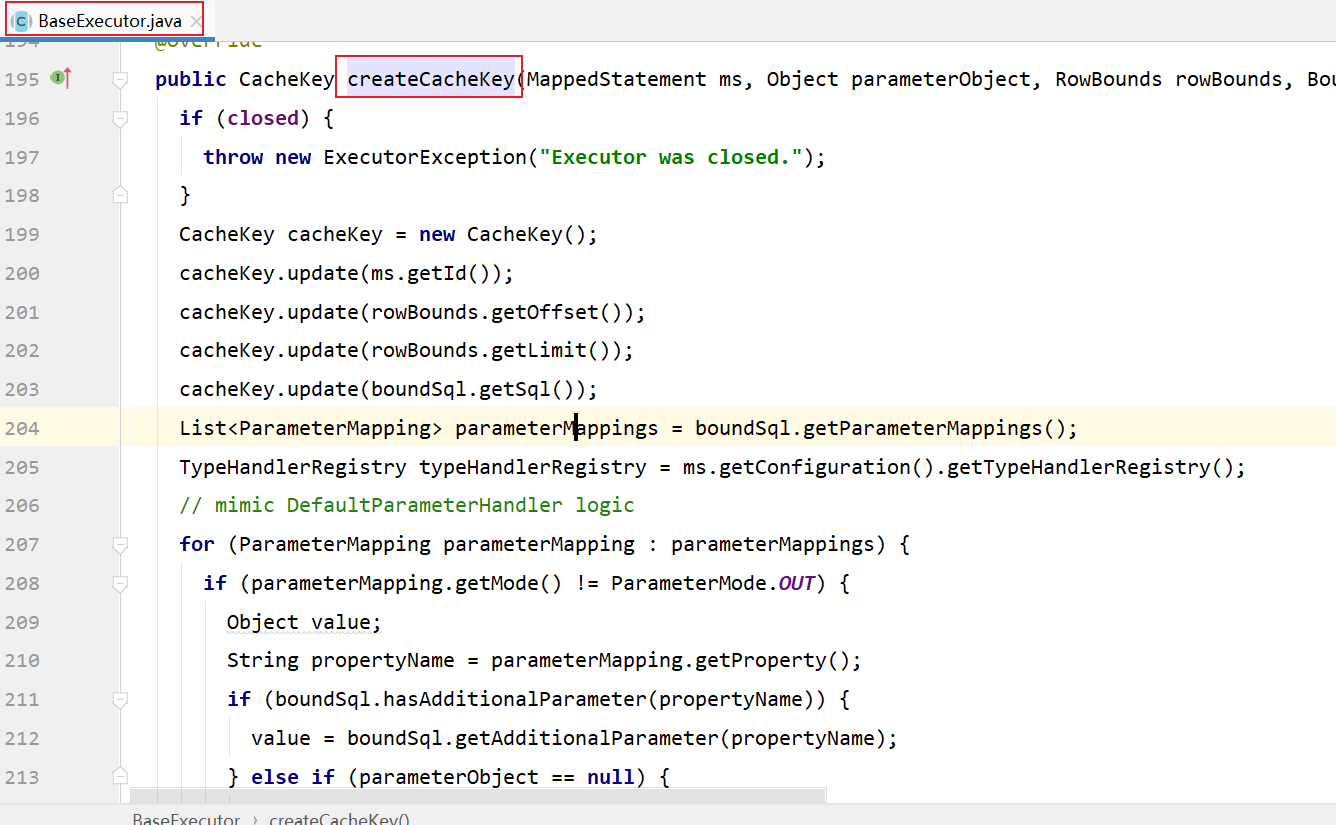 BaseExecutor.java
194 @Override
195 public CacheKey createCacheKey(MappedStatement ms, Object parameterObject, RowBounds rowBounds, Bou
196 if (closed) {
197 throw new ExecutorException("Executor was closed.");
198 }
199 CacheKey cacheKey = new CacheKey();
200 cacheKey.update(ms.getId());
201 cacheKey.update(rowBounds.getOffset());
202 cacheKey.update(rowBounds.getLimit());
203 cacheKey.update(boundSql.getSql());
204 List<ParameterMapping> parameterMappings = boundSql.getParameterMappings();
205 TypeHandlerRegistry typeHandlerRegistry = ms.getConfiguration().getTypeHandlerRegistry();
206 // mimic DefaultParameterHandler logic
207 for (ParameterMapping parameterMapping : parameterMappings) {
208 if (parameterMapping.getMode() != ParameterMode.OUT) {
209 Object value;
210 String propertyName = parameterMapping.getProperty();
211 if (boundSql.hasAdditionalParameter(propertyName)) {
212 value = boundSql.getAdditionalParameter(propertyName);
213 } else if (parameterObject == null) {
BaseExecutor › createCacheKey()